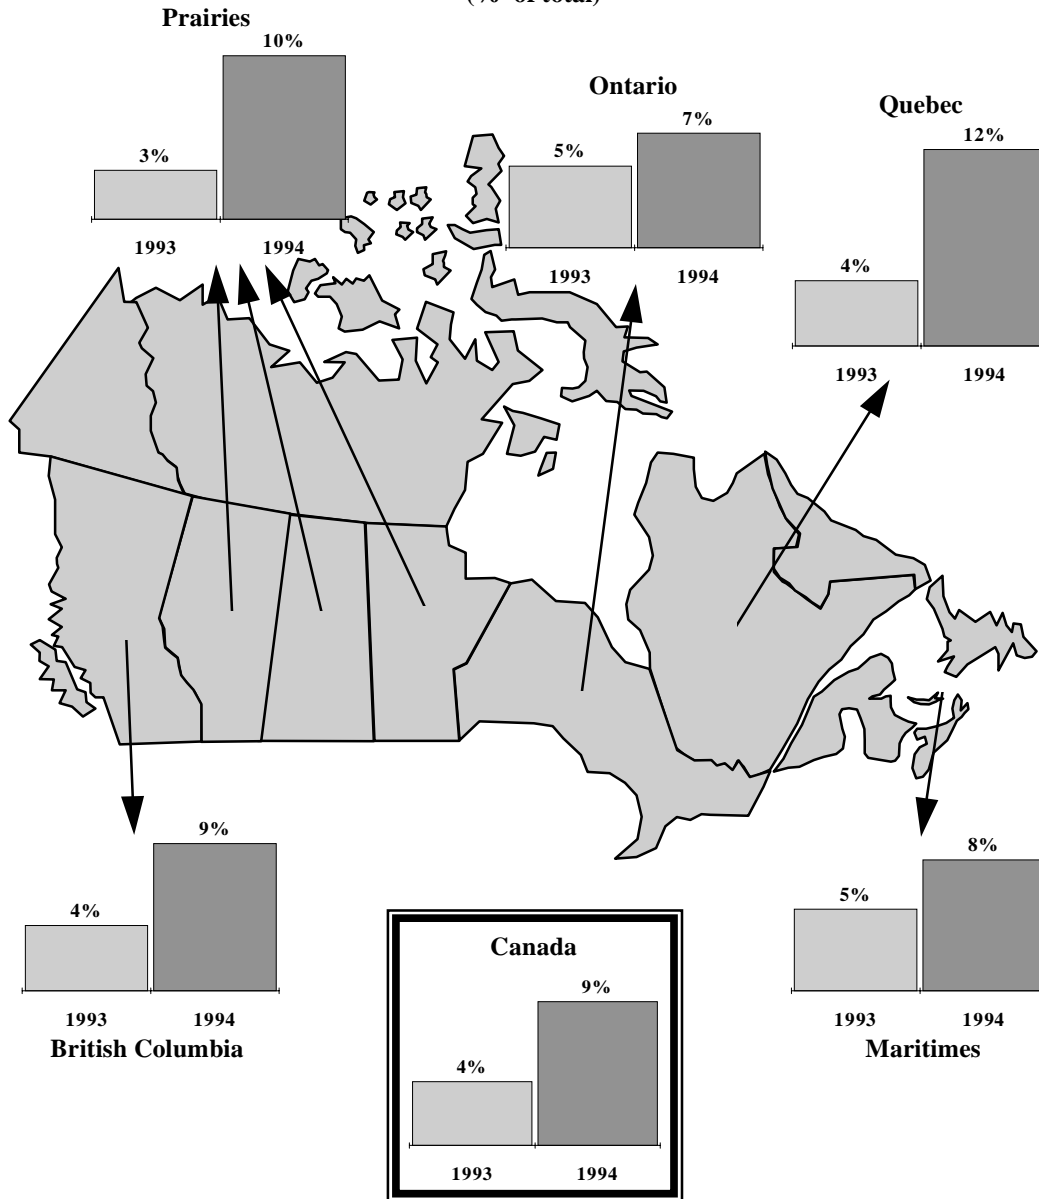 (% of total)
Prairies
10%
3%
1993 1994
Ontario
7%
5%
1993 1994
Quebec
12%
4%
1993 1994
9%
4%
1993 1994
British Columbia
Canada
9%
4%
1993 1994
8%
5%
1993 1994
Maritimes